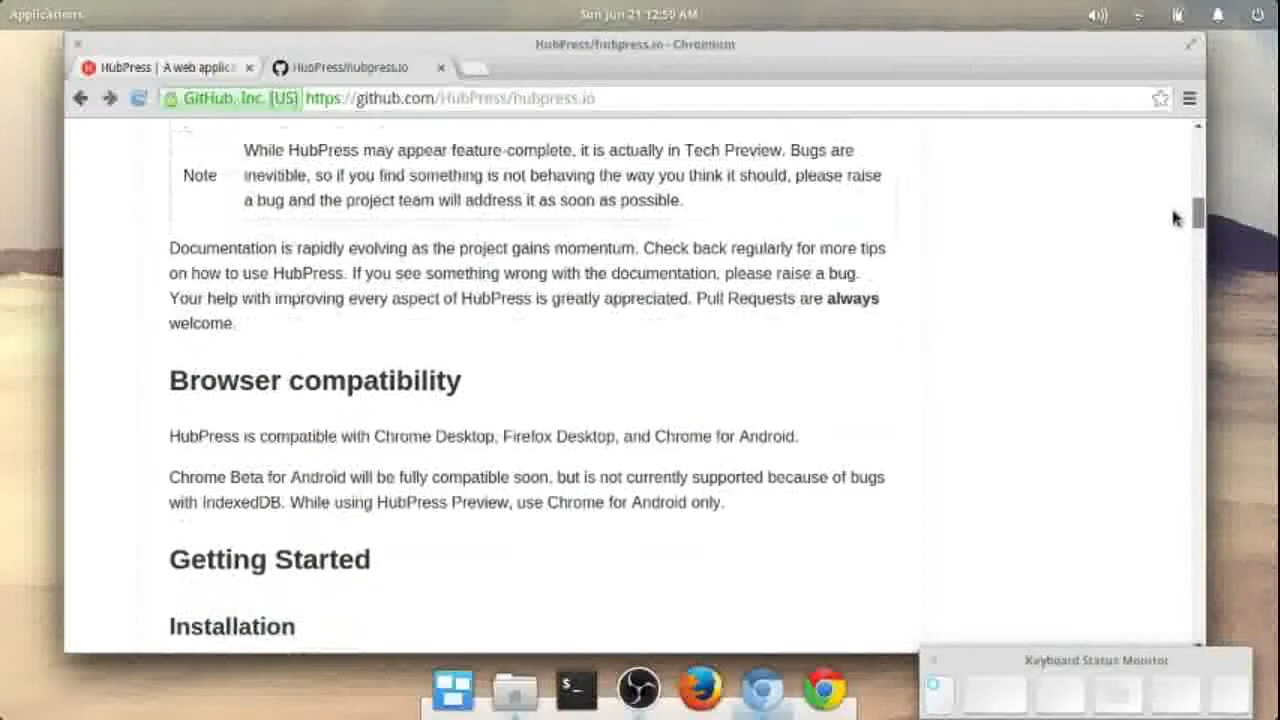 Applications
Sun Jun 21 12:59 AM
HubPress/hubpress.io - Chromium
HubPress | A web applica
HubPress/hubpress.io
GitHub, Inc. [US] https://github.com/HubPress/hubpress.io
While HubPress may appear feature-complete, it is actually in Tech Preview. Bugs are
Note
inevitible, so if you find something is not behaving the way you think it should, please raise
a bug and the project team will address it as soon as possible.
Documentation is rapidly evolving as the project gains momentum. Check back regularly for more tips
on how to use HubPress. If you see something wrong with the documentation, please raise a bug.
Your help with improving every aspect of HubPress is greatly appreciated. Pull Requests are always
welcome.
Browser compatibility
HubPress is compatible with Chrome Desktop, Firefox Desktop, and Chrome for Android.
Chrome Beta for Android will be fully compatible soon, but is not currently supported because of bugs
with IndexedDB. While using HubPress Preview, use Chrome for Android only.
Getting Started
Installation
Keyboard Status Monitor
$_